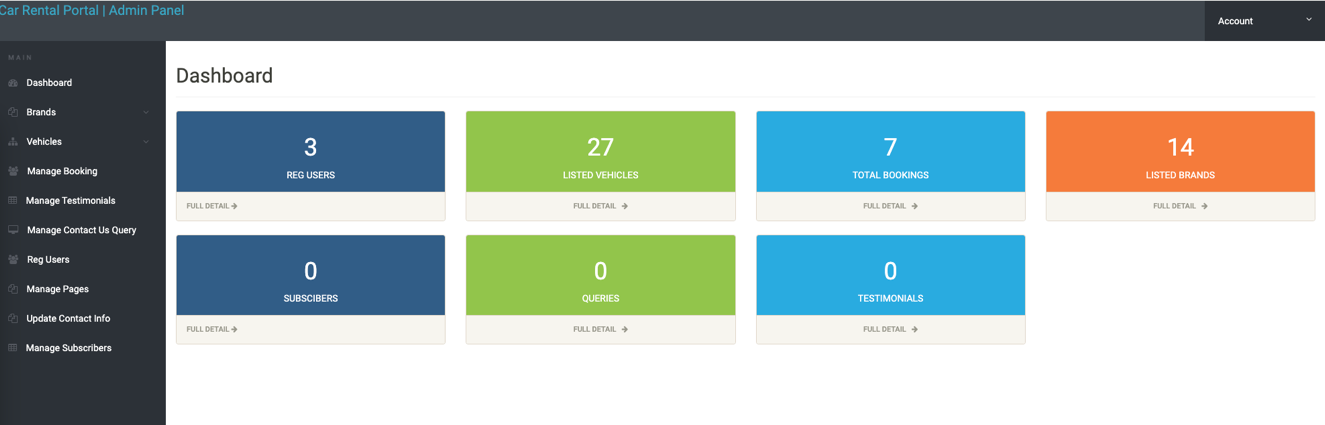 Car Rental Portal | Admin Panel
Account
MAIN
Dashboard
Brands
Vehicles
Manage Booking
Manage Testimonials
Manage Contact Us Query
Reg Users
Manage Pages
Update Contact Info
Manage Subscribers
Dashboard
3
REG USERS
FULL DETAIL →
27
LISTED VEHICLES
FULL DETAIL →
7
TOTAL BOOKINGS
FULL DETAIL →
14
LISTED BRANDS
FULL DETAIL →
0
SUBSCIBERS
FULL DETAIL →
0
QUERIES
FULL DETAIL →
0
TESTIMONIALS
FULL DETAIL →